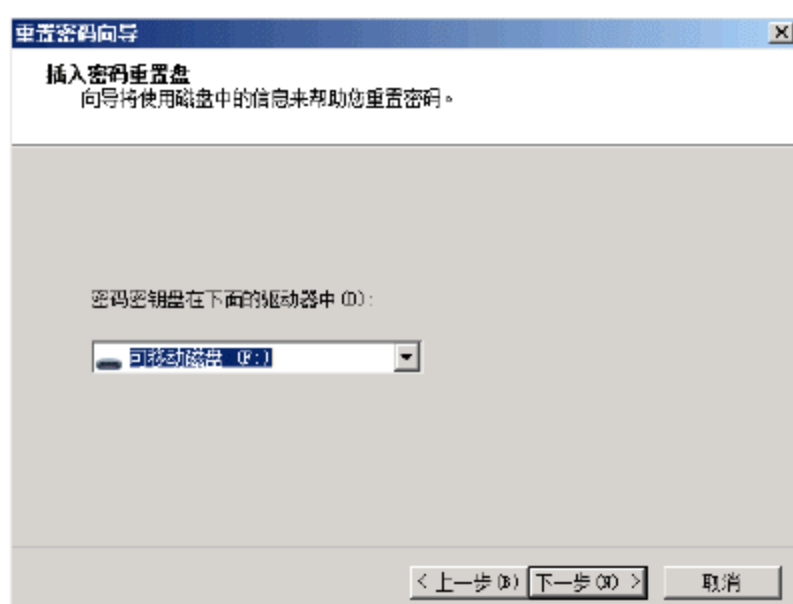 重置密码向导
插入密码重置盘
向导将使用磁盘中的信息来帮助您重置密码。
密码密钥盘在下面的驱动器中(D):
可移动磁盘 (F:)
< 上一步(B) 下一步(N) > 取消